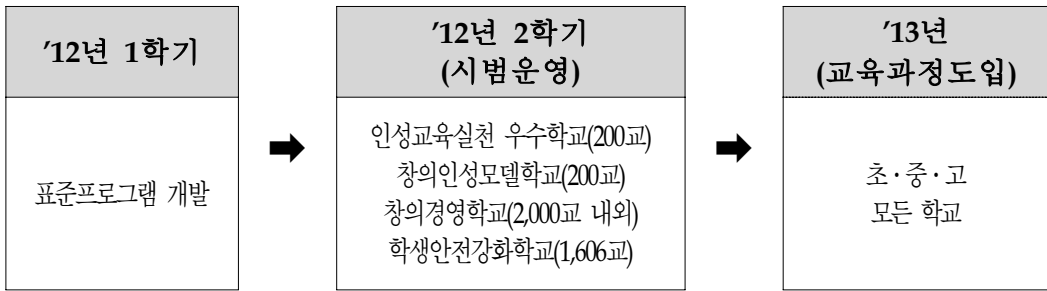 '12년 1학기
표준프로그램 개발
'12년 2학기
(시범운영)
인성교육실천 우수학교(200교)
창의인성모델학교(200교)
창의경영학교(2,000교 내외)
학생안전강화학교(1,606교)
'13년
(교육과정도입)
초·중·고
모든 학교